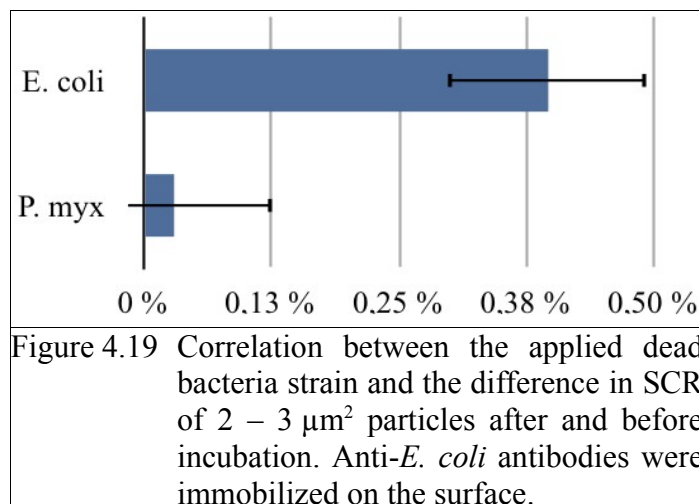 E. coli
P. myx
0 % 0,13 % 0,25 % 0,38 % 0,50 %
Figure 4.19 Correlation between the applied dead
bacteria strain and the difference in SCR
of 2 – 3 µm² particles after and before
incubation. Anti-E. coli antibodies were
immobilized on the surface.